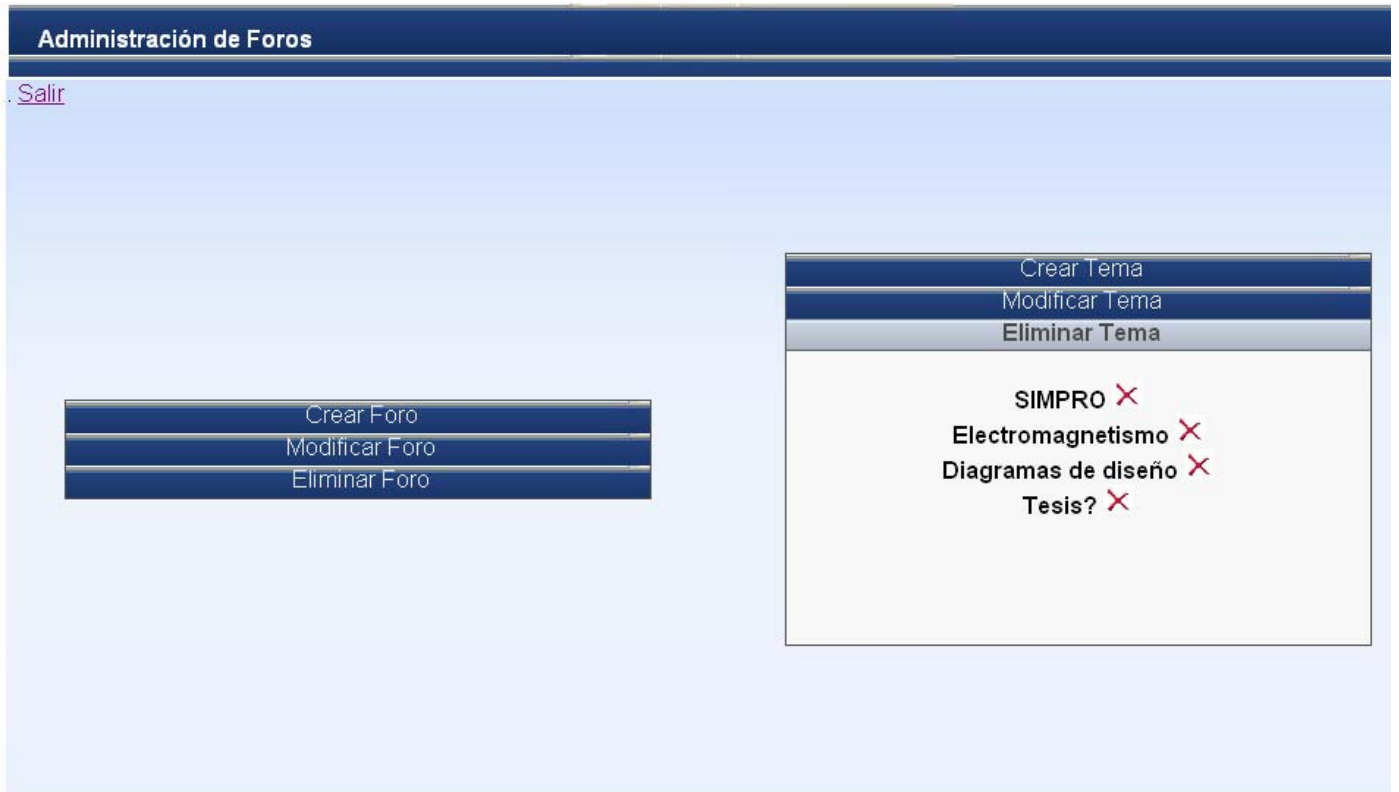 Administración de Foros
. Salir
Crear Foro
Modificar Foro
Eliminar Foro
Crear Tema
Modificar Tema
Eliminar Tema
SIMPRO
Electromagnetismo
Diagramas de diseño
Tesis?